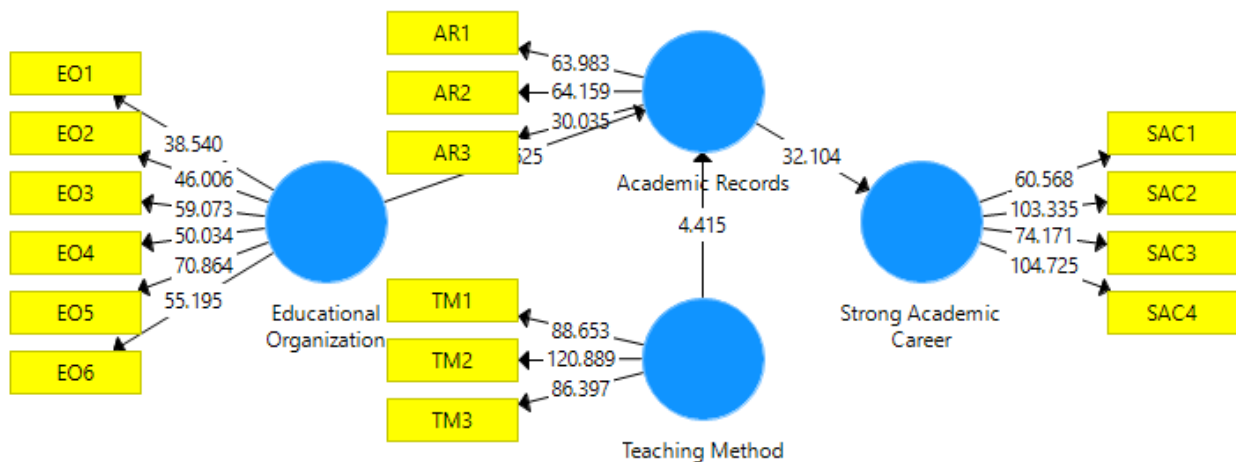 EO1
EO2
EO3
EO4
EO5
EO6
38.540
46.006
59.073
50.034
70.864
55.195
Educational
Organization
AR1
AR2
AR3
63.983
64.159
30.035
Academic Records
32.104
4.415
TM1
TM2
TM3
88.653
120.889
86.397
Teaching Method
Strong Academic
Career
60.568
103.335
74.171
104.725
SAC1
SAC2
SAC3
SAC4